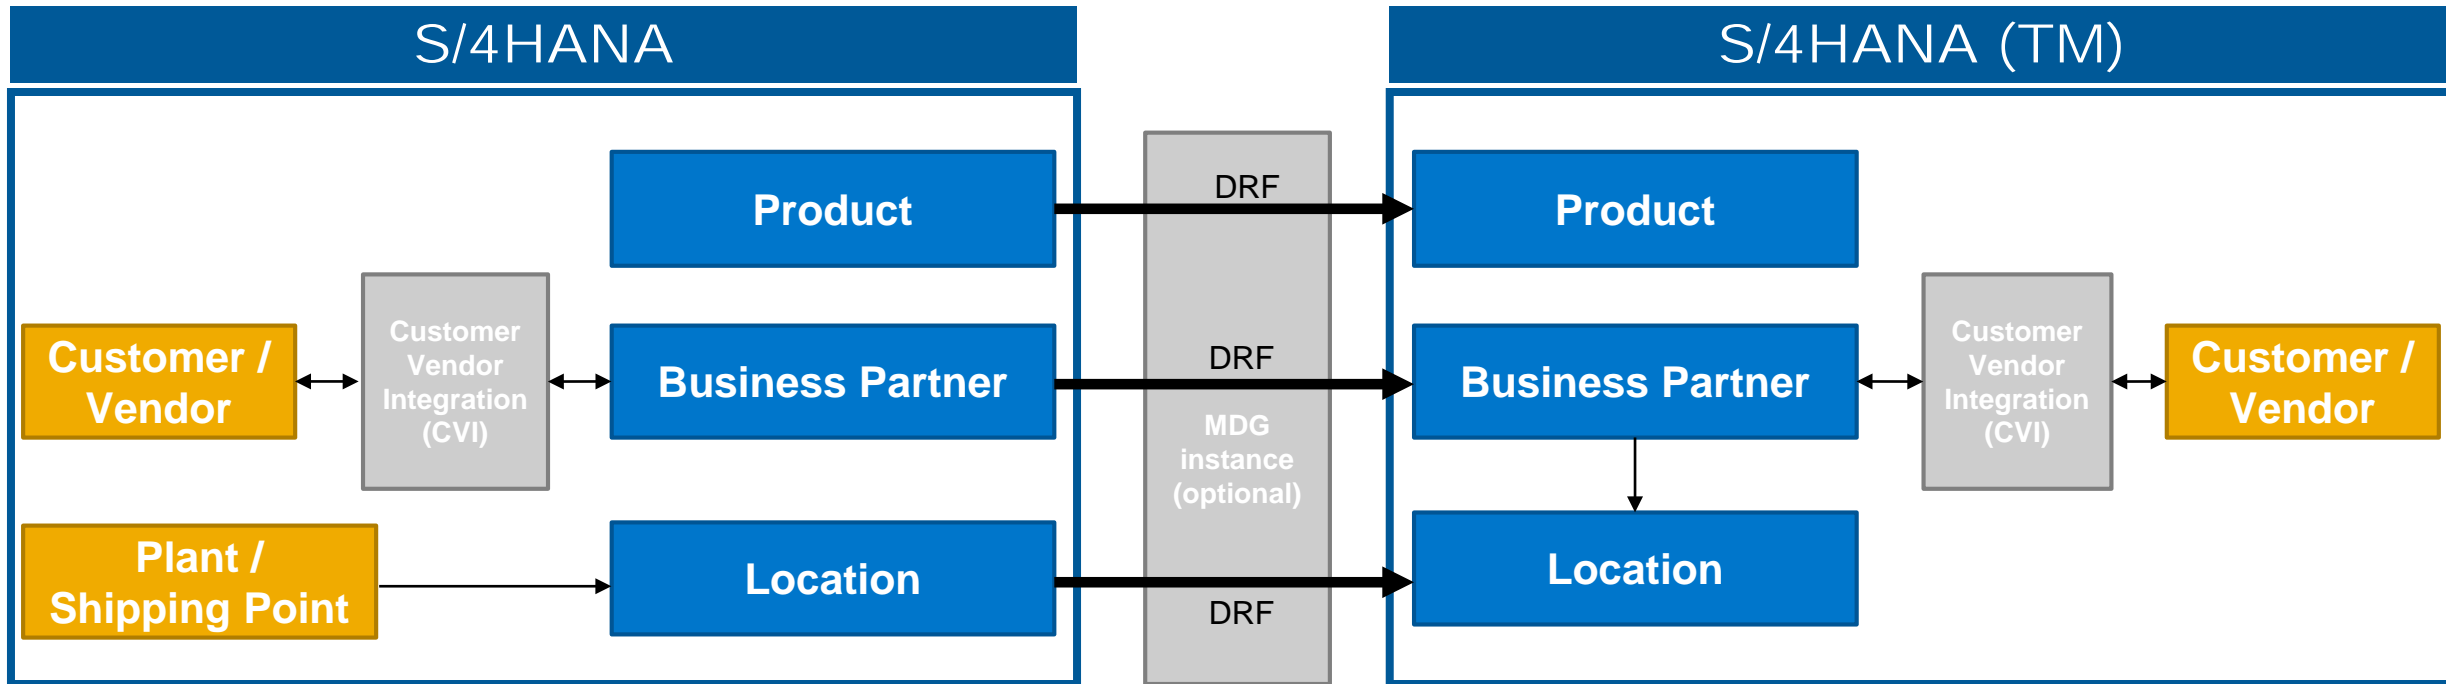 S/4HANA
S/4HANA (TM)
Product
DRF
Product
Customer /
Vendor
Customer
Vendor
Integration
(CVI)
Business Partner
DRF
Business Partner
Customer
Vendor
Integration
(CVI)
Customer /
Vendor
MDG
instance
(optional)
Plant /
Shipping Point
Location
DRF
Location